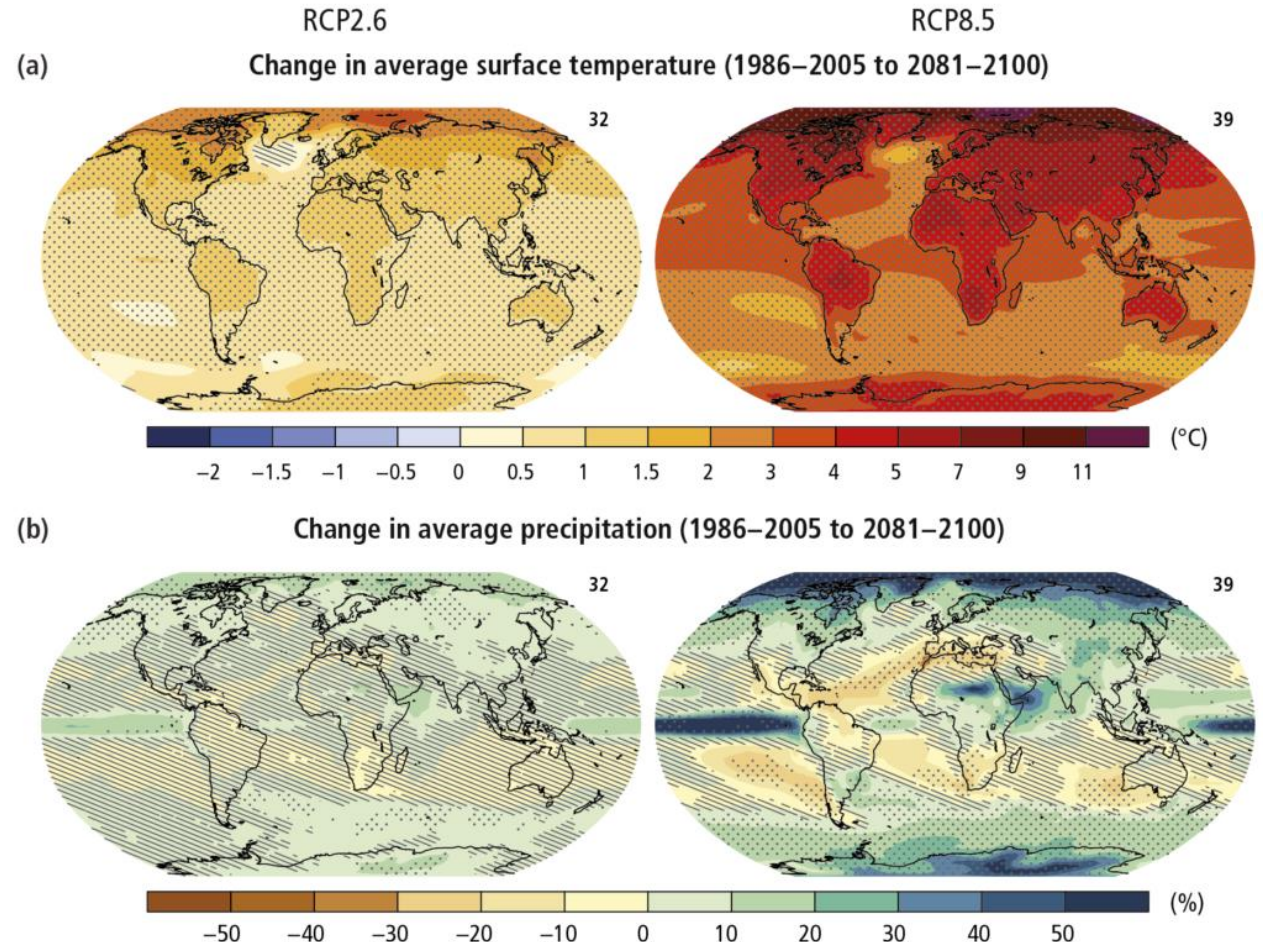 RCP2.6 RCP8.5
(a) Change in average surface temperature (1986–2005 to 2081–2100)
32 39
(°C)
−2 −1.5 −1 −0.5 0 0.5 1 1.5 2 3 4 5 7 9 11
(b) Change in average precipitation (1986–2005 to 2081–2100)
32 39
(%)
−50 −40 −30 −20 −10 0 10 20 30 40 50